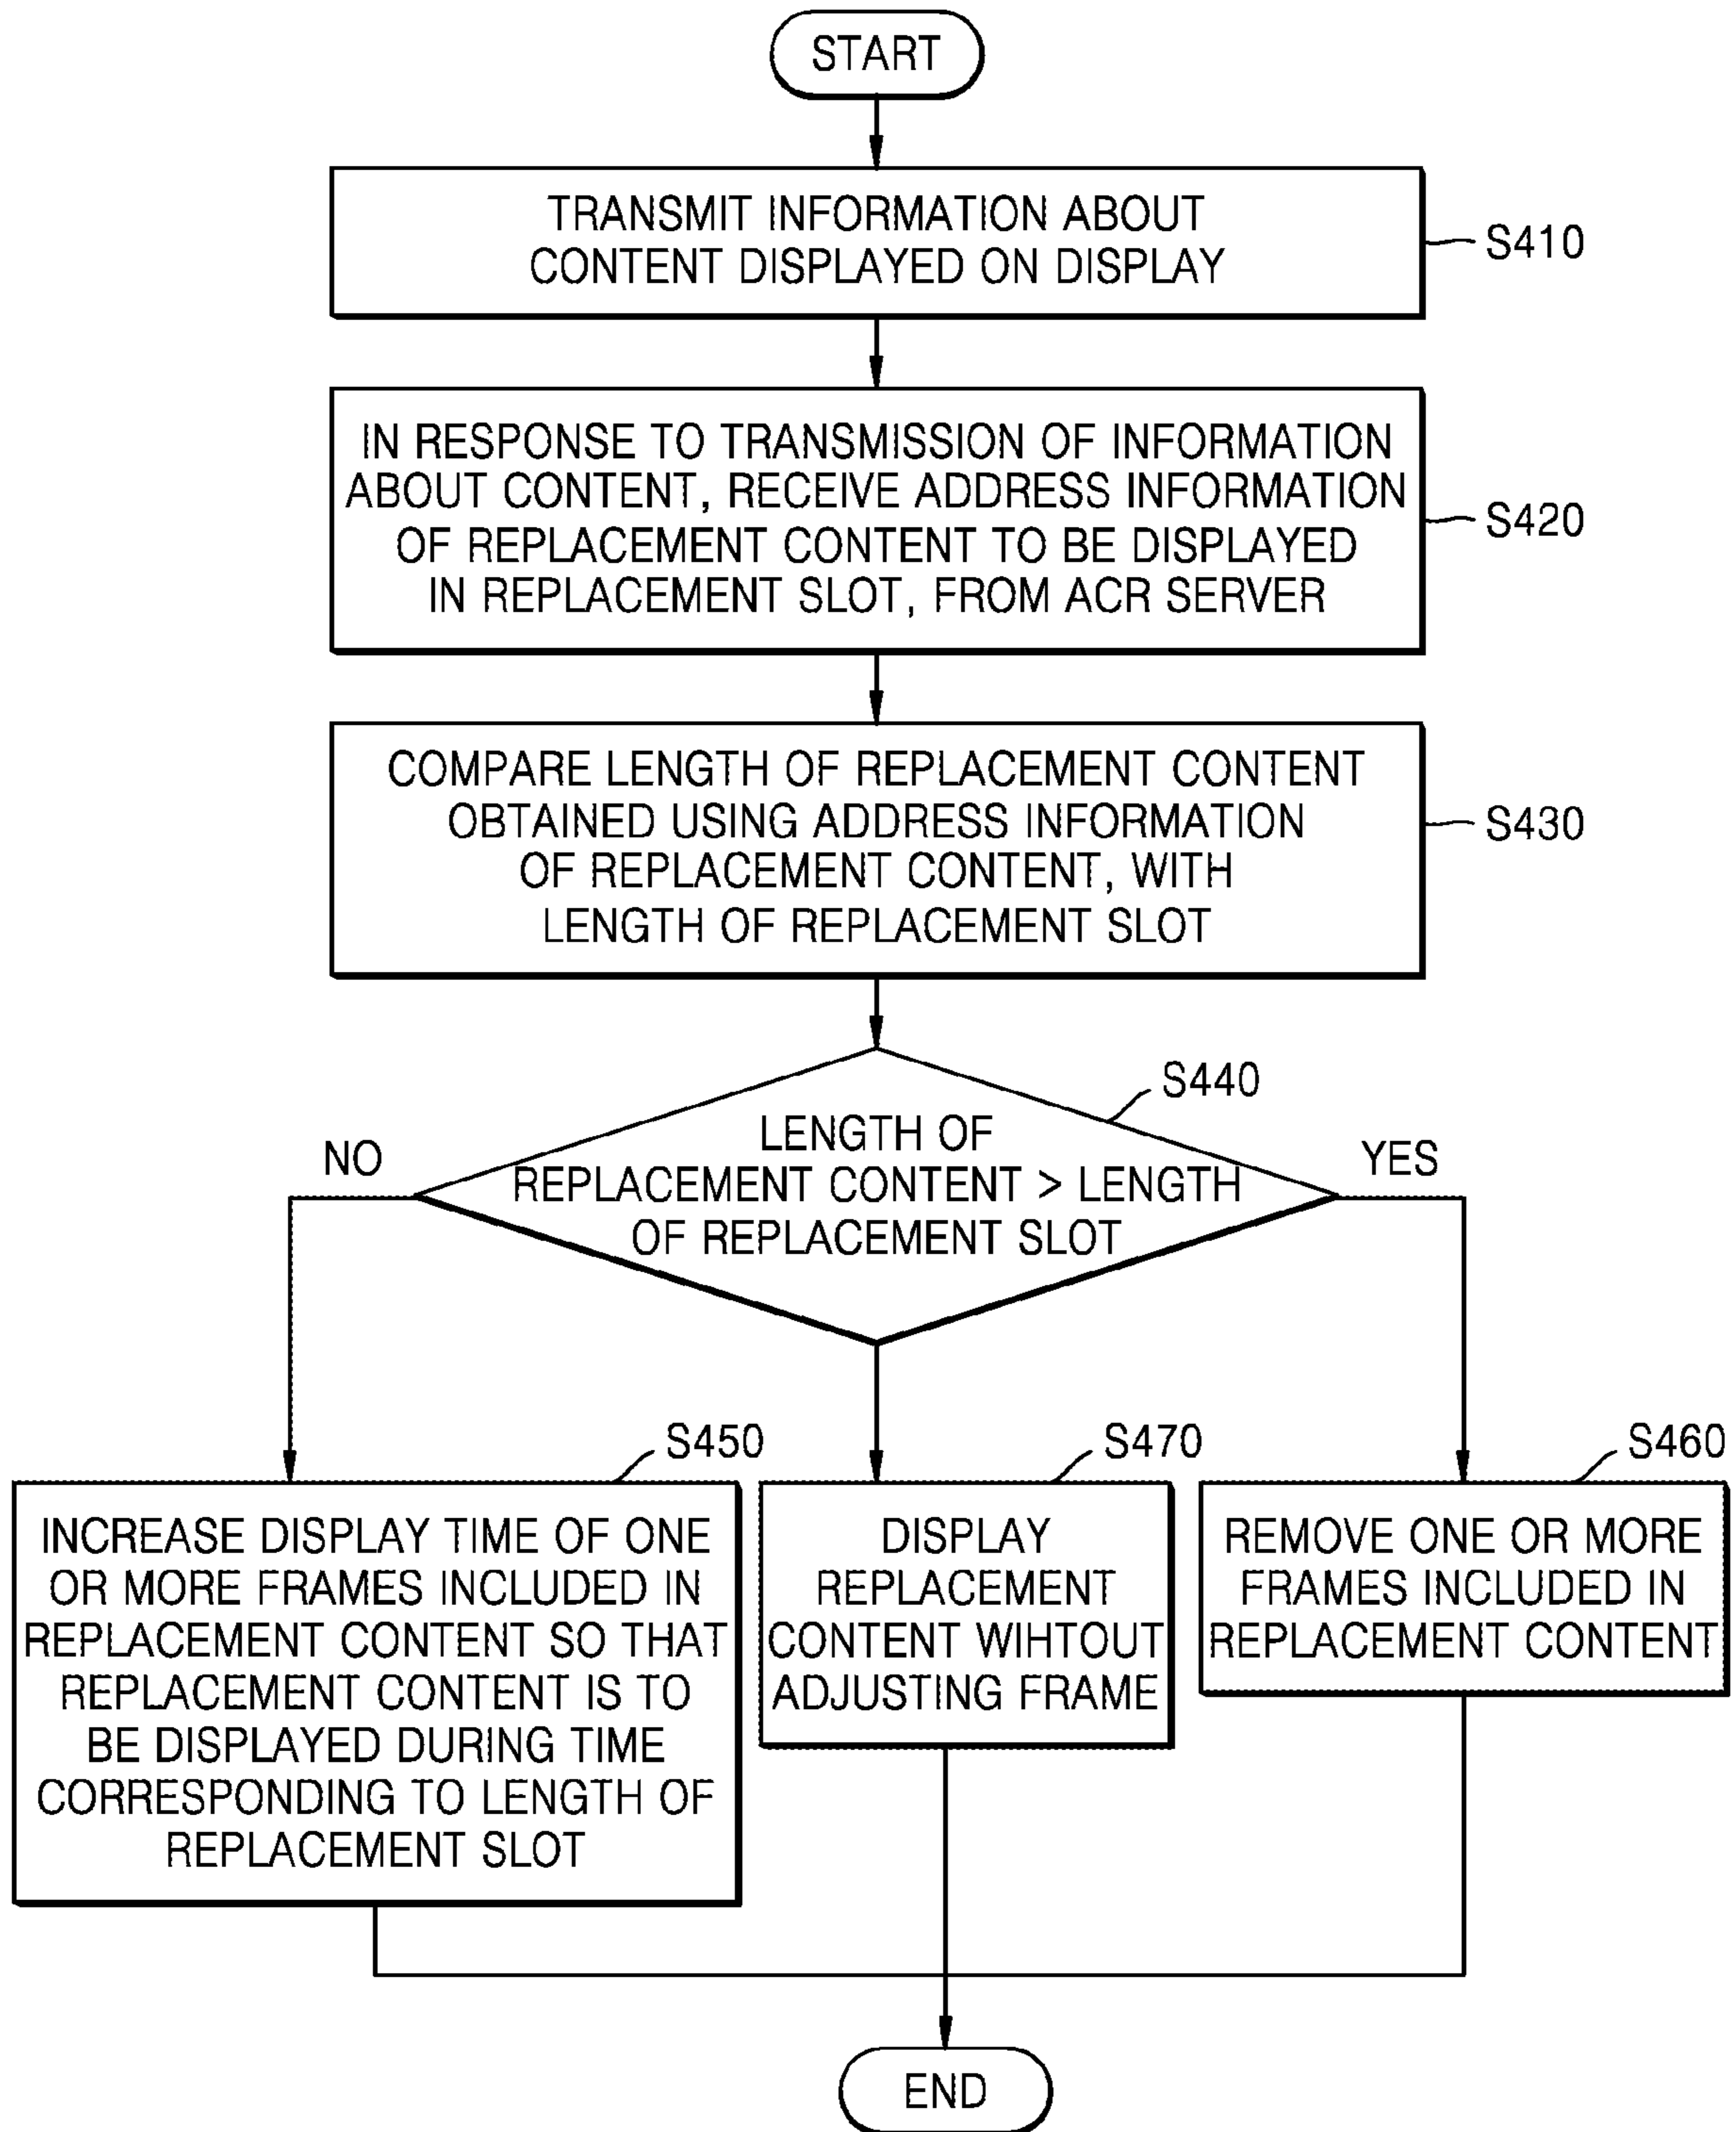 START
TRANSMIT INFORMATION ABOUT
CONTENT DISPLAYED ON DISPLAY
S410
IN RESPONSE TO TRANSMISSION OF INFORMATION
ABOUT CONTENT, RECEIVE ADDRESS INFORMATION
OF REPLACEMENT CONTENT TO BE DISPLAYED
IN REPLACEMENT SLOT, FROM ACR SERVER
S420
COMPARE LENGTH OF REPLACEMENT CONTENT
OBTAINED USING ADDRESS INFORMATION
OF REPLACEMENT CONTENT, WITH
LENGTH OF REPLACEMENT SLOT
S430
S440
LENGTH OF
REPLACEMENT CONTENT > LENGTH
OF REPLACEMENT SLOT
NO
YES
S450
INCREASE DISPLAY TIME OF ONE
OR MORE FRAMES INCLUDED IN
REPLACEMENT CONTENT SO THAT
REPLACEMENT CONTENT IS TO
BE DISPLAYED DURING TIME
CORRESPONDING TO LENGTH OF
REPLACEMENT SLOT
S470
DISPLAY
REPLACEMENT
CONTENT WIHTOUT
ADJUSTING FRAME
S460
REMOVE ONE OR MORE
FRAMES INCLUDED IN
REPLACEMENT CONTENT
END